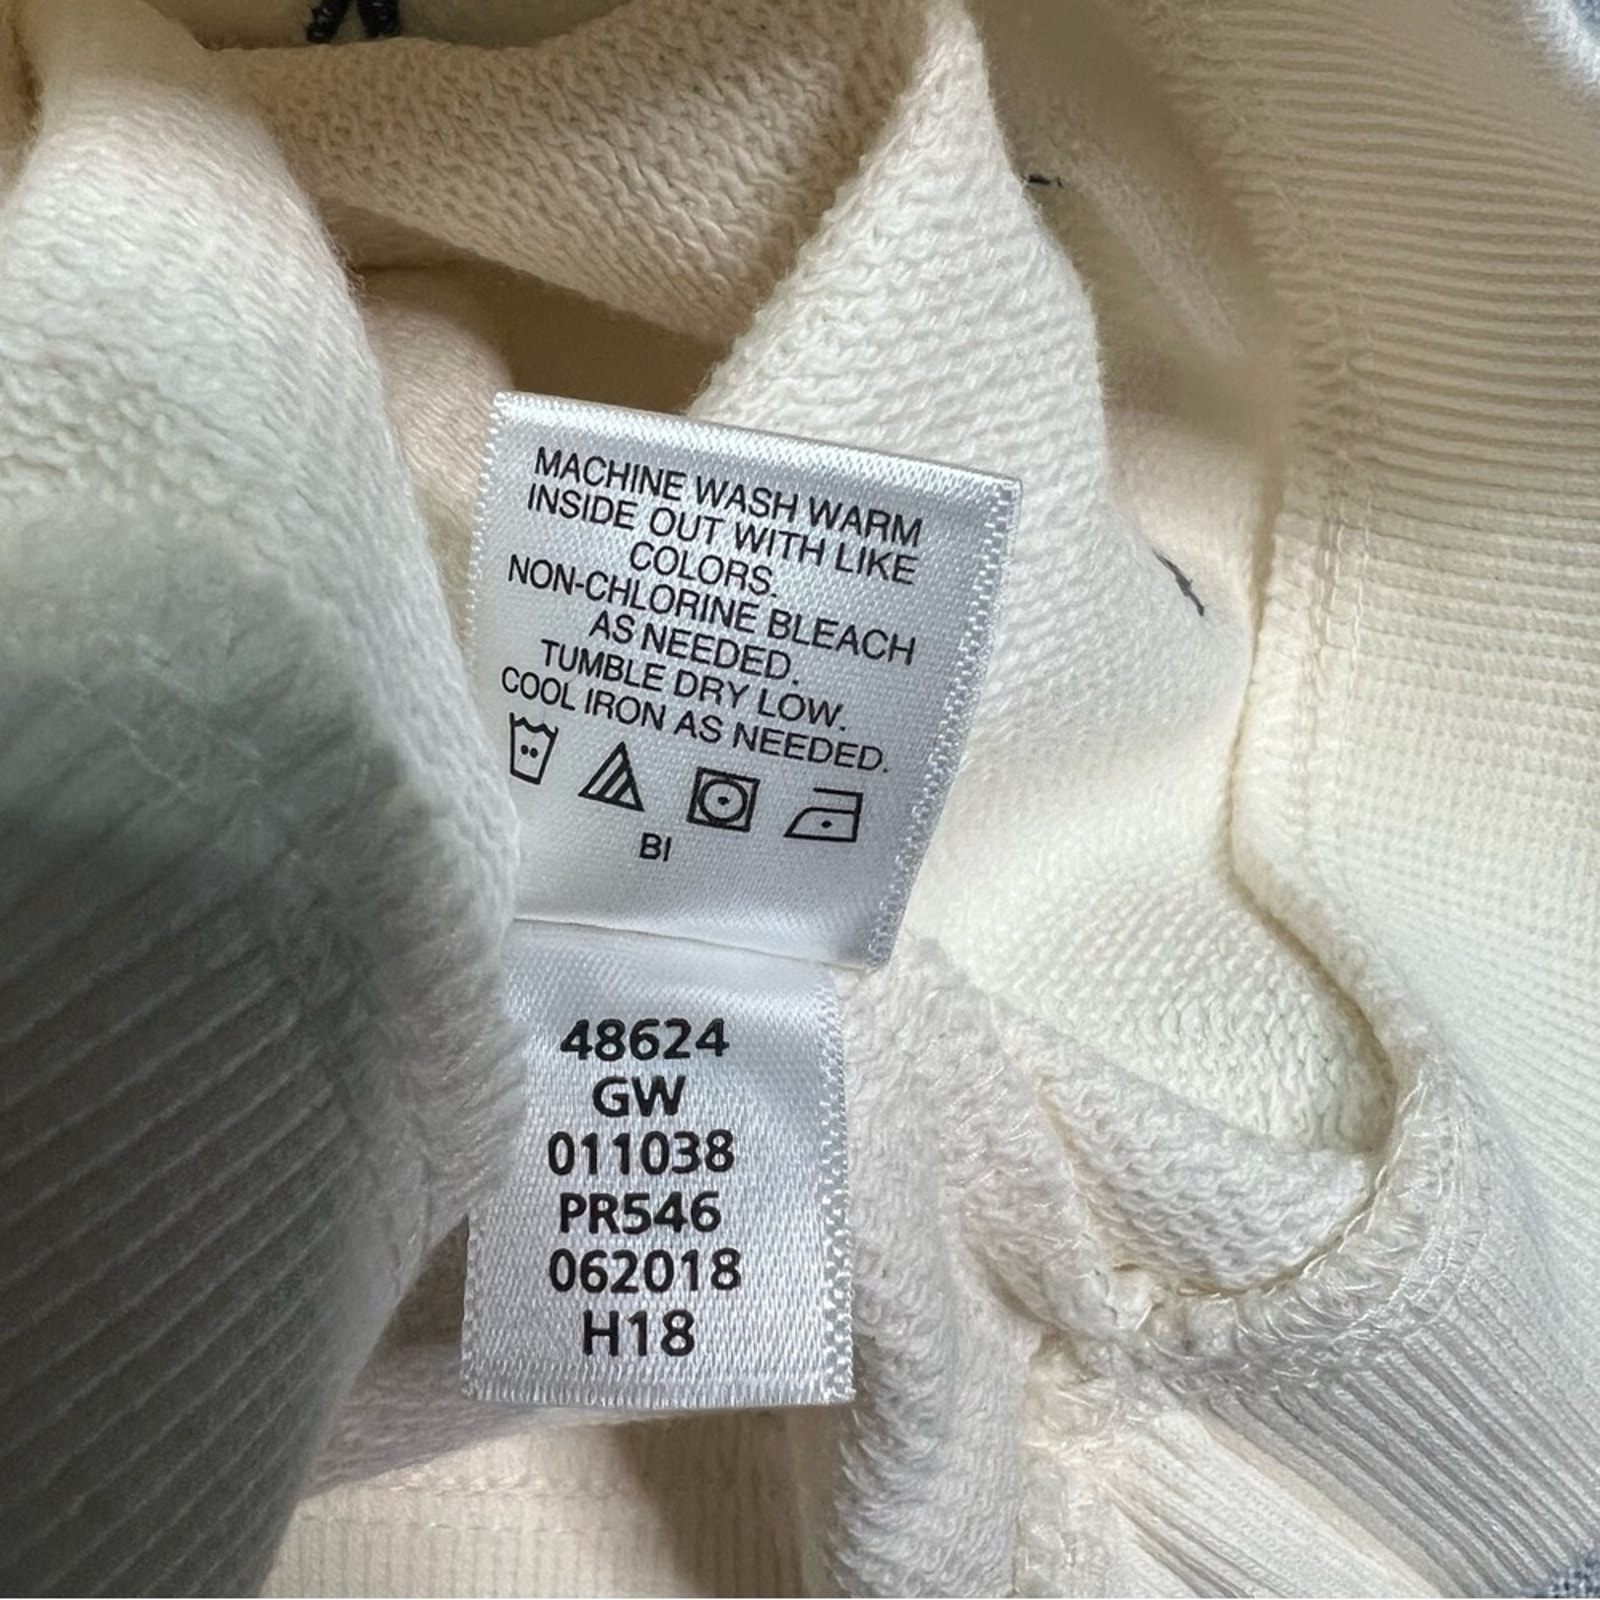 MACHINE WASH WARM
INSIDE OUT WITH LIKE
COLORS.
NON-CHLORINE BLEACH
AS NEEDED.
TUMBLE DRY LOW.
COOL IRON AS NEEDED.
BI
48624
GW
011038
PR546
062018
H18